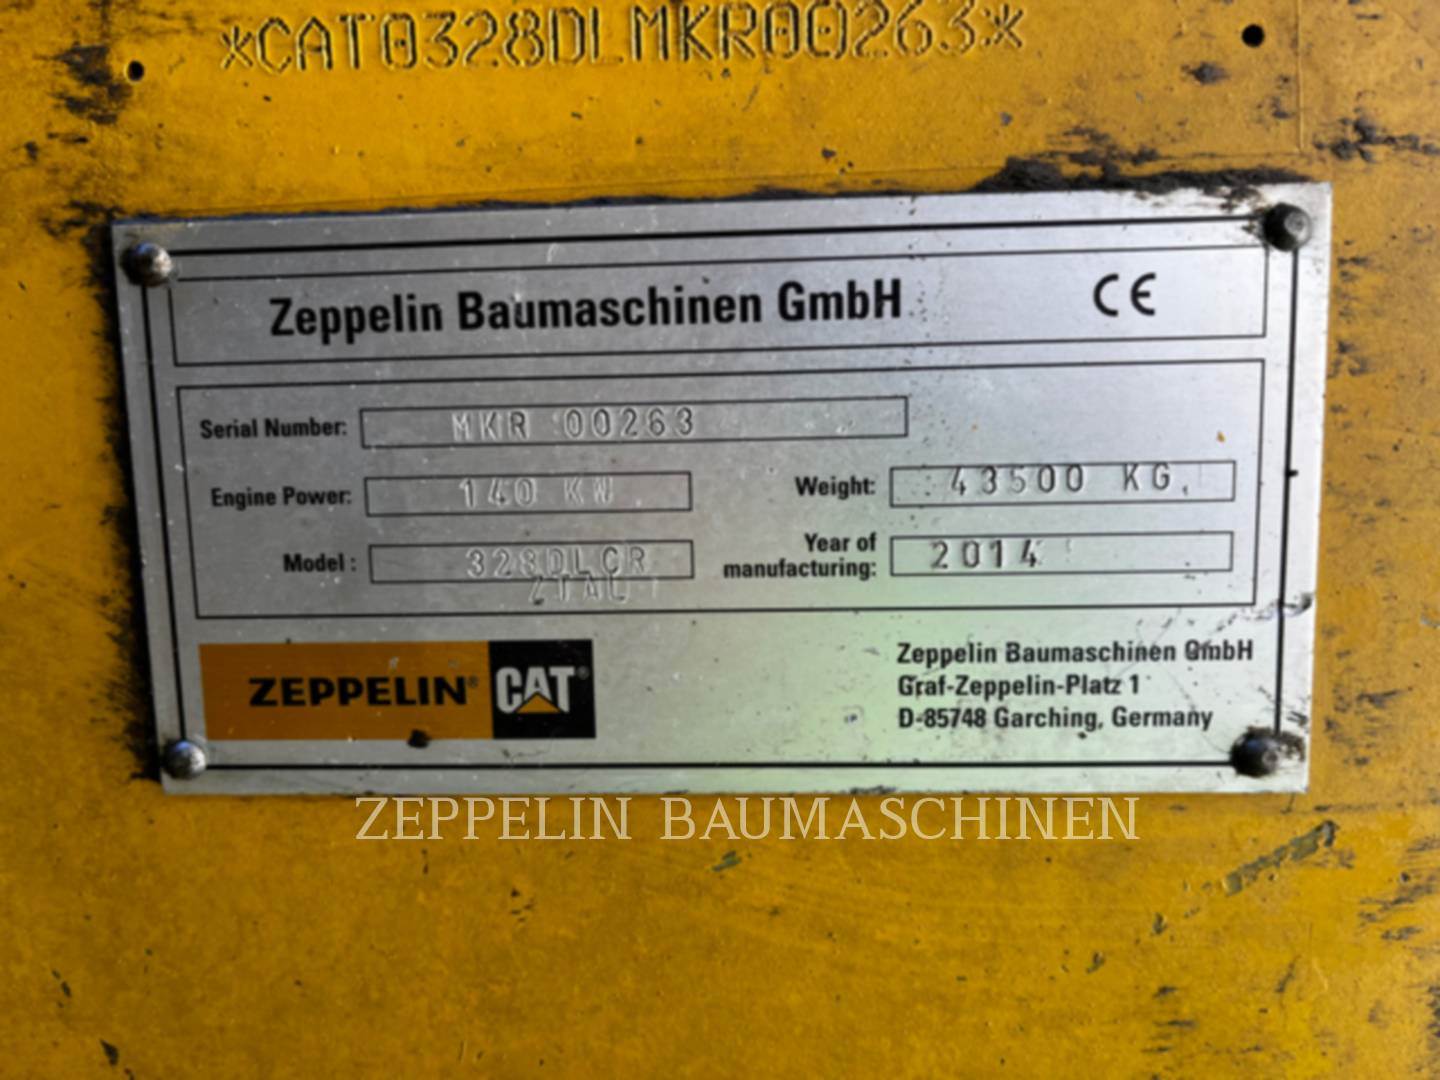 *CAT0328DLMKR00263*
Zeppelin Baumaschinen GmbH CE
Serial Number: MKR 00263
Engine Power: 140 KW Weight: 43500 KG.
Model : 328DLCR Year of manufacturing: 2014
ZTAL
ZEPPELIN® CAT®
Zeppelin Baumaschinen GmbH
Graf-Zeppelin-Platz 1
D-85748 Garching, Germany
ZEPPELIN BAUMASCHINEN